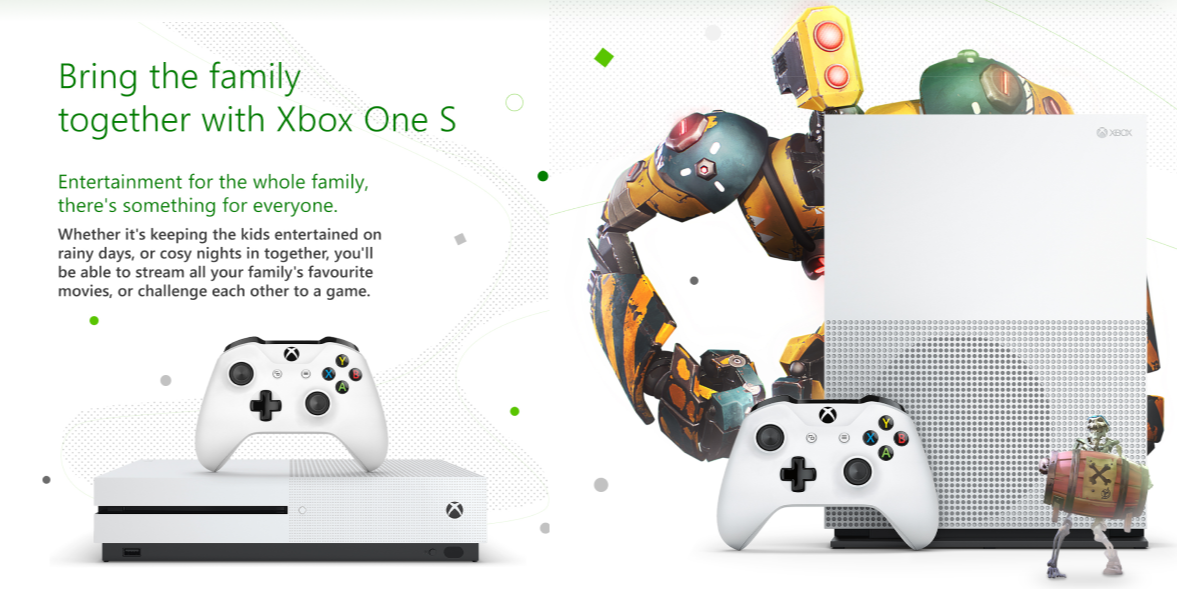 Bring the family
together with Xbox One S
Entertainment for the whole family,
there's something for everyone.
Whether it's keeping the kids entertained on
rainy days, or cosy nights in together, you'll
be able to stream all your family's favourite
movies, or challenge each other to a game.
XBOX
Y
X
B
A
Y
X
B
A